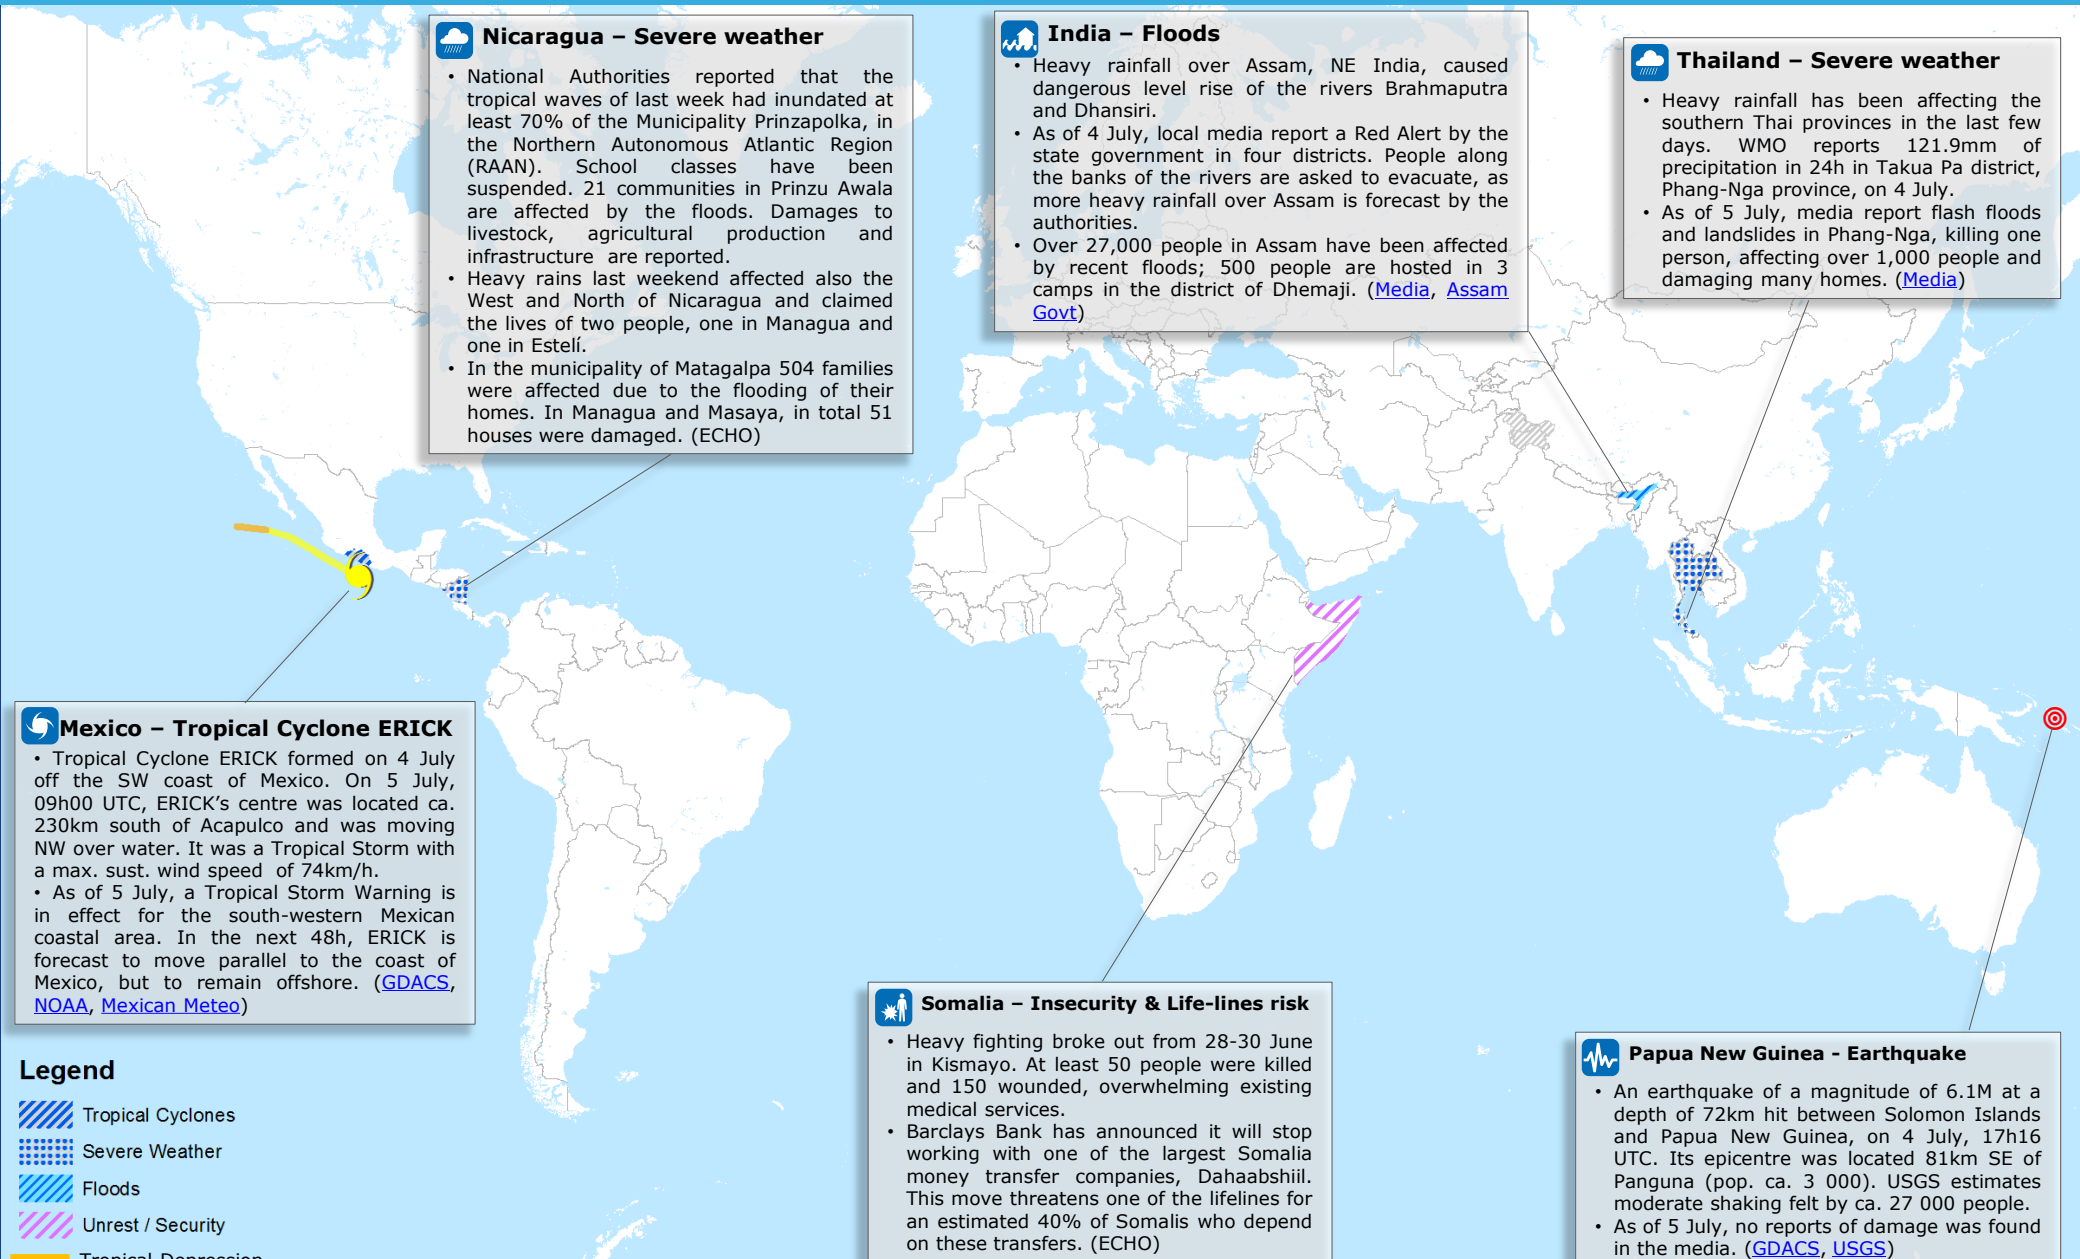 Nicaragua – Severe weather
• National Authorities reported that the
tropical waves of last week had inundated at
least 70% of the Municipality Prinzapolka, in
the Northern Autonomous Atlantic Region
(RAAN). School classes have been
suspended. 21 communities in Prinzu Awala
are affected by the floods. Damages to
livestock, agricultural production and
infrastructure are reported.
• Heavy rains last weekend affected also the
West and North of Nicaragua and claimed
the lives of two people, one in Managua and
one in Estelí.
• In the municipality of Matagalpa 504 families
were affected due to the flooding of their
homes. In Managua and Masaya, in total 51
houses were damaged. (ECHO)
India – Floods
• Heavy rainfall over Assam, NE India, caused
dangerous level rise of the rivers Brahmaputra
and Dhansiri.
• As of 4 July, local media report a Red Alert by the
state government in four districts. People along
the banks of the rivers are asked to evacuate, as
more heavy rainfall over Assam is forecast by the
authorities.
• Over 27,000 people in Assam have been affected
by recent floods; 500 people are hosted in 3
camps in the district of Dhemaji. (Media, Assam
Govt)
Thailand – Severe weather
• Heavy rainfall has been affecting the
southern Thai provinces in the last few
days. WMO reports 121.9mm of
precipitation in 24h in Takua Pa district,
Phang-Nga province, on 4 July.
• As of 5 July, media report flash floods
and landslides in Phang-Nga, killing one
person, affecting over 1,000 people and
damaging many homes. (Media)
Mexico – Tropical Cyclone ERICK
• Tropical Cyclone ERICK formed on 4 July
off the SW coast of Mexico. On 5 July,
09h00 UTC, ERICK’s centre was located ca.
230km south of Acapulco and was moving
NW over water. It was a Tropical Storm with
a max. sust. wind speed of 74km/h.
• As of 5 July, a Tropical Storm Warning is
in effect for the south-western Mexican
coastal area. In the next 48h, ERICK is
forecast to move parallel to the coast of
Mexico, but to remain offshore. (GDACS,
NOAA, Mexican Meteo)
Somalia – Insecurity & Life-lines risk
• Heavy fighting broke out from 28-30 June
in Kismayo. At least 50 people were killed
and 150 wounded, overwhelming existing
medical services.
• Barclays Bank has announced it will stop
working with one of the largest Somalia
money transfer companies, Dahaabshiil.
This move threatens one of the lifelines for
an estimated 40% of Somalis who depend
on these transfers. (ECHO)
Papua New Guinea - Earthquake
• An earthquake of a magnitude of 6.1M at a
depth of 72km hit between Solomon Islands
and Papua New Guinea, on 4 July, 17h16
UTC. Its epicentre was located 81km SE of
Panguna (pop. ca. 3 000). USGS estimates
moderate shaking felt by ca. 27 000 people.
• As of 5 July, no reports of damage was found
in the media. (GDACS, USGS)
Legend
Tropical Cyclones
Severe Weather
Floods
Unrest / Security
Tropical Depression